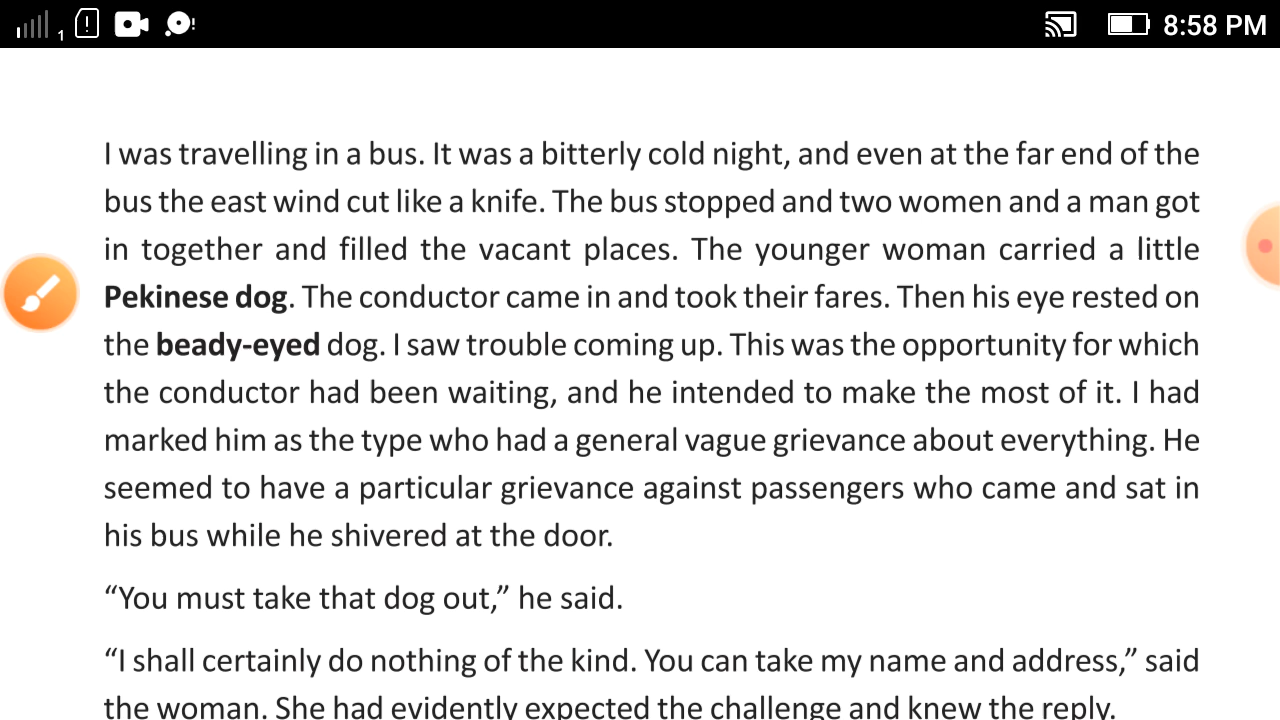 1 8:58 PM
I was travelling in a bus. It was a bitterly cold night, and even at the far end of the
bus the east wind cut like a knife. The bus stopped and two women and a man got
in together and filled the vacant places. The younger woman carried a little
Pekinese dog. The conductor came in and took their fares. Then his eye rested on
the beady-eyed dog. I saw trouble coming up. This was the opportunity for which
the conductor had been waiting, and he intended to make the most of it. I had
marked him as the type who had a general vague grievance about everything. He
seemed to have a particular grievance against passengers who came and sat in
his bus while he shivered at the door.
“You must take that dog out,” he said.
“I shall certainly do nothing of the kind. You can take my name and address,” said
the woman. She had evidently expected the challenge and knew the reply.